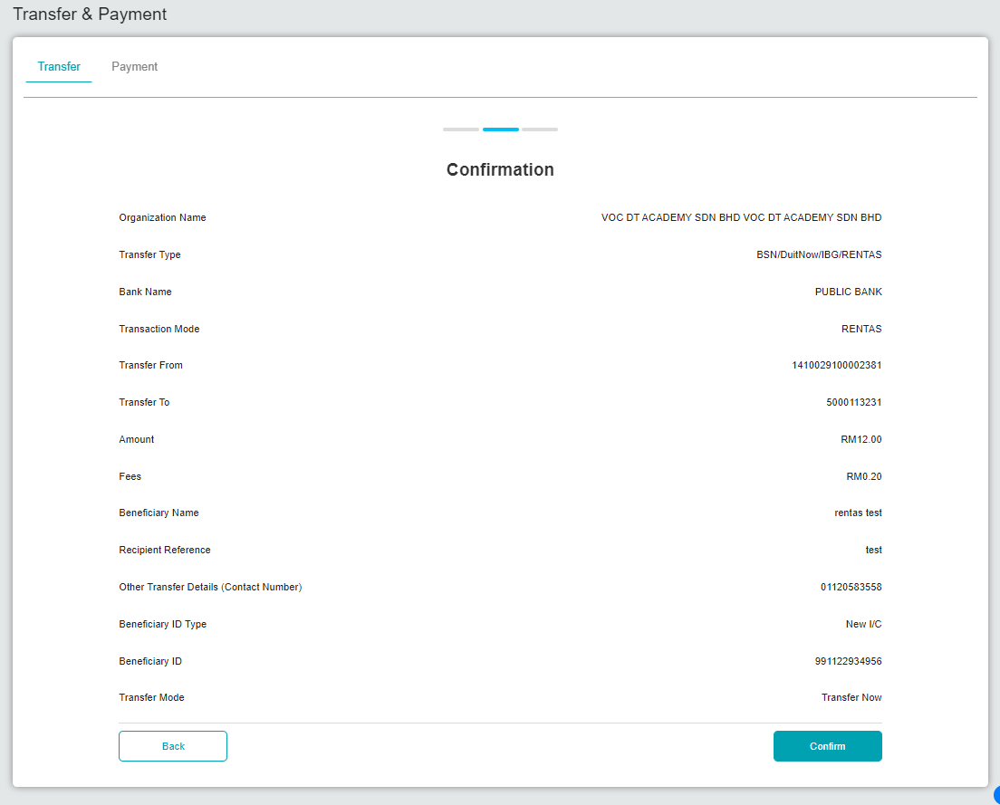 Transfer & Payment
Transfer Payment
Confirmation
Organization Name VOC DT ACADEMY SDN BHD VOC DT ACADEMY SDN BHD
Transfer Type BSN/DuitNow/IBG/RENTAS
Bank Name PUBLIC BANK
Transaction Mode RENTAS
Transfer From 1410029100002381
Transfer To 5000113231
Amount RM12.00
Fees RM0.20
Beneficiary Name rentas test
Recipient Reference test
Other Transfer Details (Contact Number) 01120583558
Beneficiary ID Type New I/C
Beneficiary ID 991122934956
Transfer Mode Transfer Now
Back Confirm